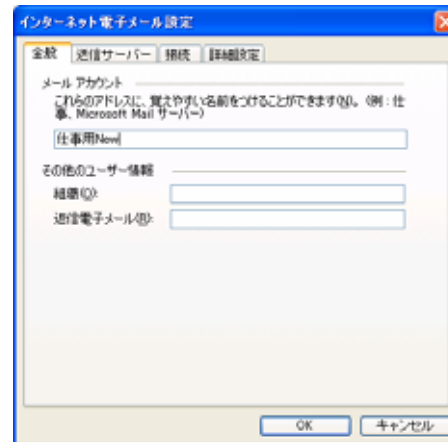 インターネット電子メール設定
全般 送信サーバー 接続 詳細設定
メール アカウント
これらのアドレスに、覚えやすい名前をつけることができます(N)。(例 : 仕
事、Microsoft Mail サーバー)
仕事用New
その他のユーザー情報
組織(O):
返信電子メール(R):
OK キャンセル